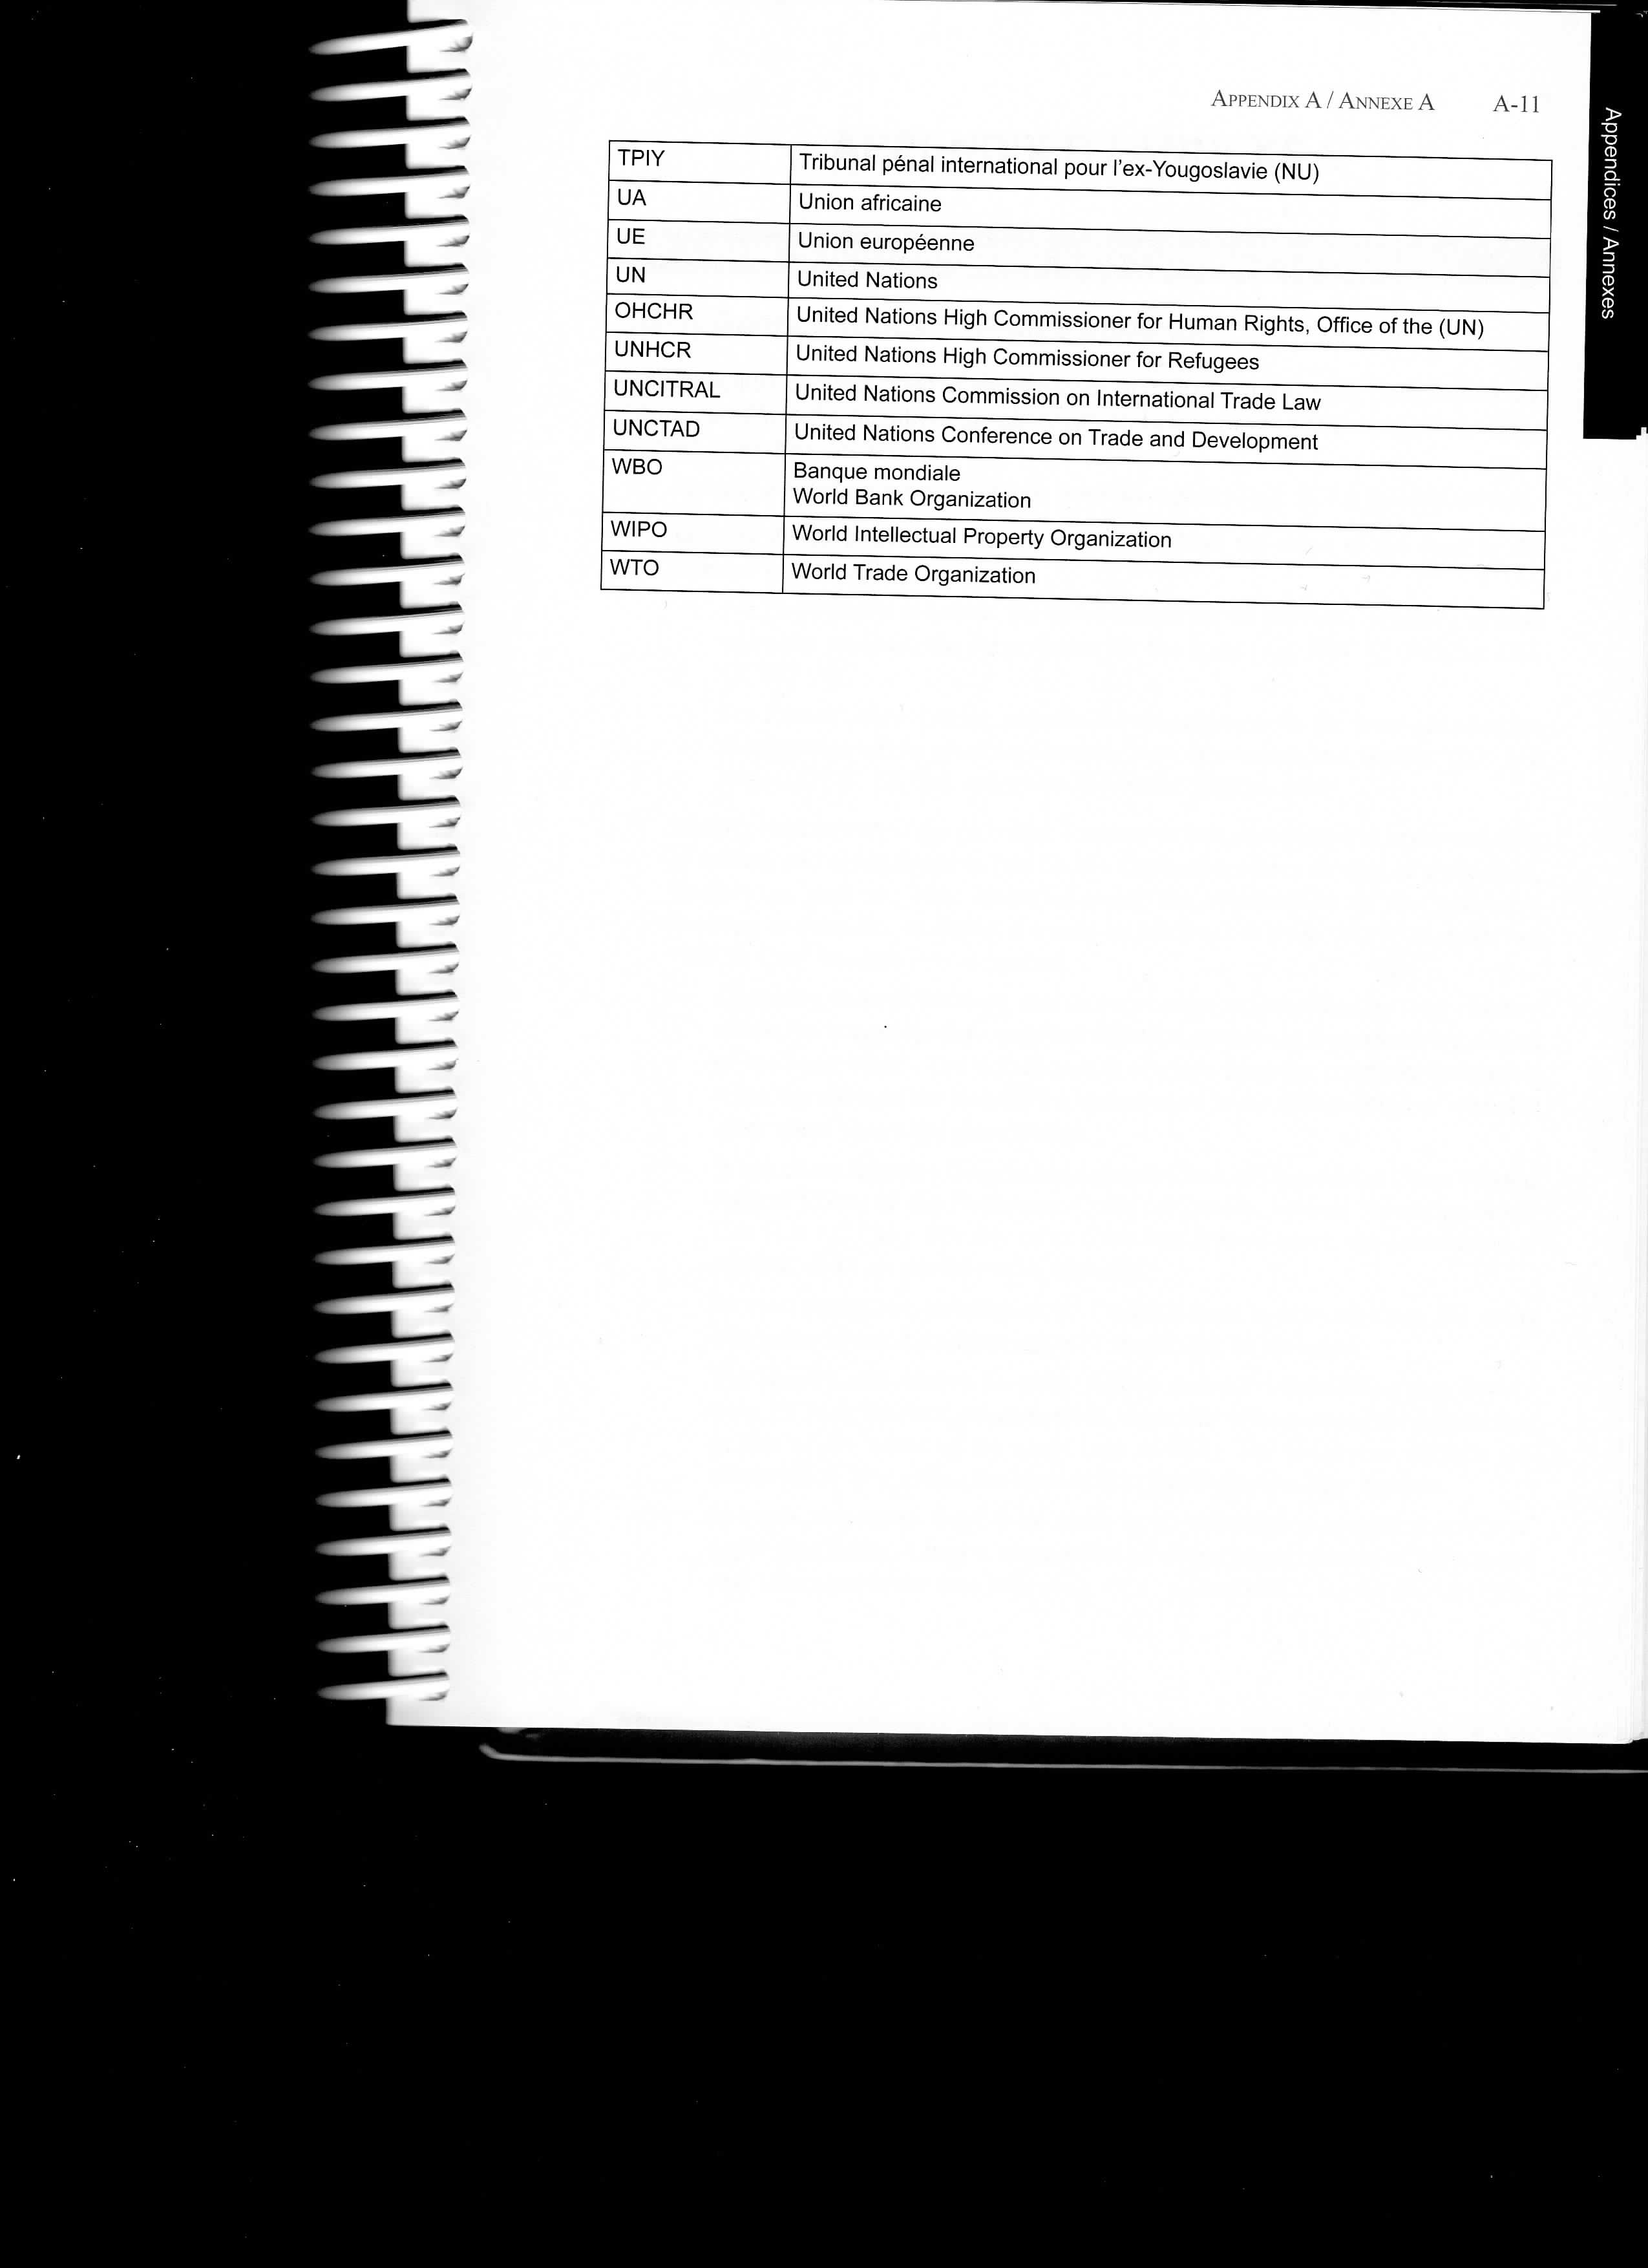 APPENDIX A / ANNEXE A A-11
TPIY Tribunal pénal international pour l'ex-Yougoslavie (NU)
UA Union africaine
UE Union européenne
UN United Nations
OHCHR United Nations High Commissioner for Human Rights, Office of the (UN)
UNHCR United Nations High Commissioner for Refugees
UNCITRAL United Nations Commission on International Trade Law
UNCTAD United Nations Conference on Trade and Development
WBO Banque mondiale
World Bank Organization
WIPO World Intellectual Property Organization
WTO World Trade Organization
Appendices / Annexes